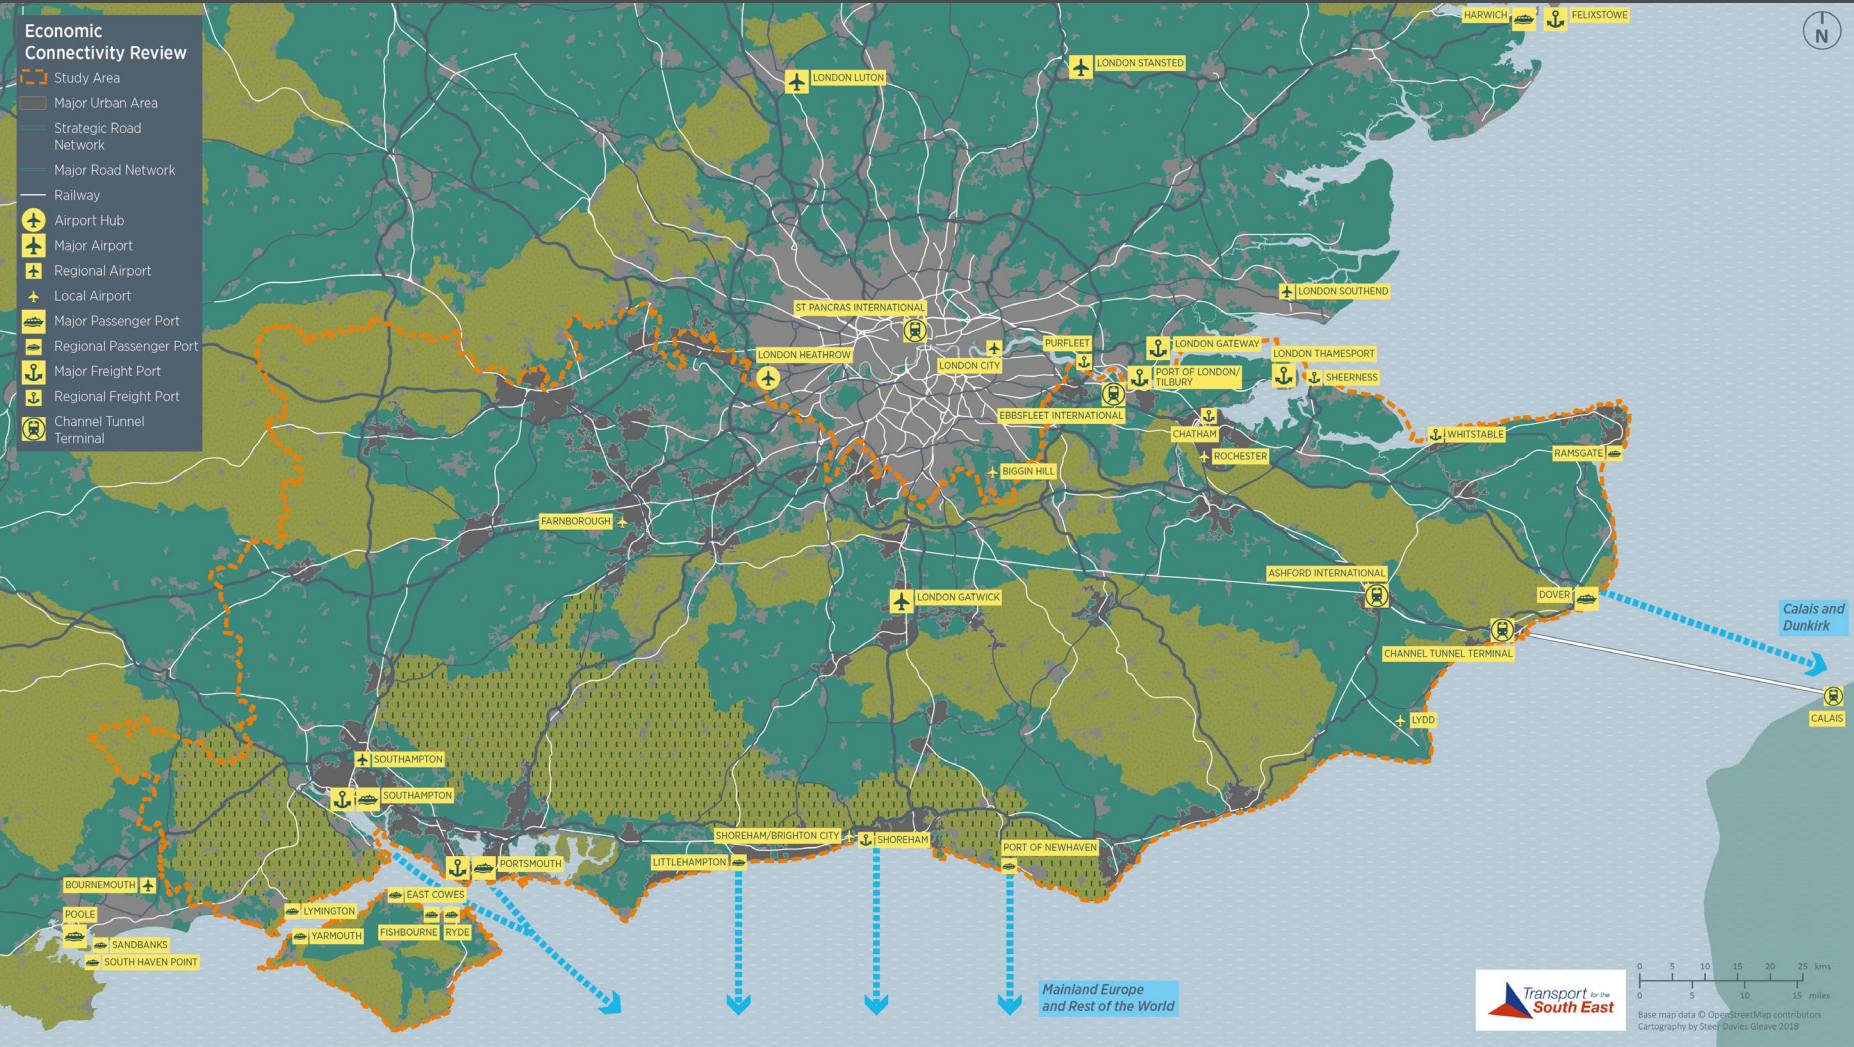 Economic
Connectivity Review
Study Area
Major Urban Area
Strategic Road
Network
Major Road Network
Railway
Airport Hub
Major Airport
Regional Airport
Local Airport
Major Passenger Port
Regional Passenger Port
Major Freight Port
Regional Freight Port
Channel Tunnel
Terminal
HARWICH
FELIXSTOWE
N
LONDON LUTON
LONDON STANSTED
LONDON SOUTHEND
ST PANCRAS INTERNATIONAL
LONDON HEATHROW
LONDON CITY
PURFLEET
LONDON GATEWAY
LONDON THAMESPORT
PORT OF LONDON/
TILBURY
SHEERNESS
EBBSFLEET INTERNATIONAL
CHATHAM
WHITSTABLE
RAMSGATE
ROCHESTER
BIGGIN HILL
FARNBOROUGH
ASHFORD INTERNATIONAL
LONDON GATWICK
DOVER
Calais and
Dunkirk
CHANNEL TUNNEL TERMINAL
CALAIS
LYDD
SOUTHAMPTON
SOUTHAMPTON
SHOREHAM/BRIGHTON CITY
SHOREHAM
PORT OF NEWHAVEN
LITTLEHAMPTON
PORTSMOUTH
BOURNEMOUTH
EAST COWES
LYMINGTON
POOLE
YARMOUTH
FISHBOURNE
RYDE
SANDBANKS
SOUTH HAVEN POINT
Mainland Europe
and Rest of the World
Transport for the
South East
0 5 10 15 20 25 kms
0 5 10 15 miles
Base map data © OpenStreetMap contributors
Cartography by Steer Davies Gleave 2018